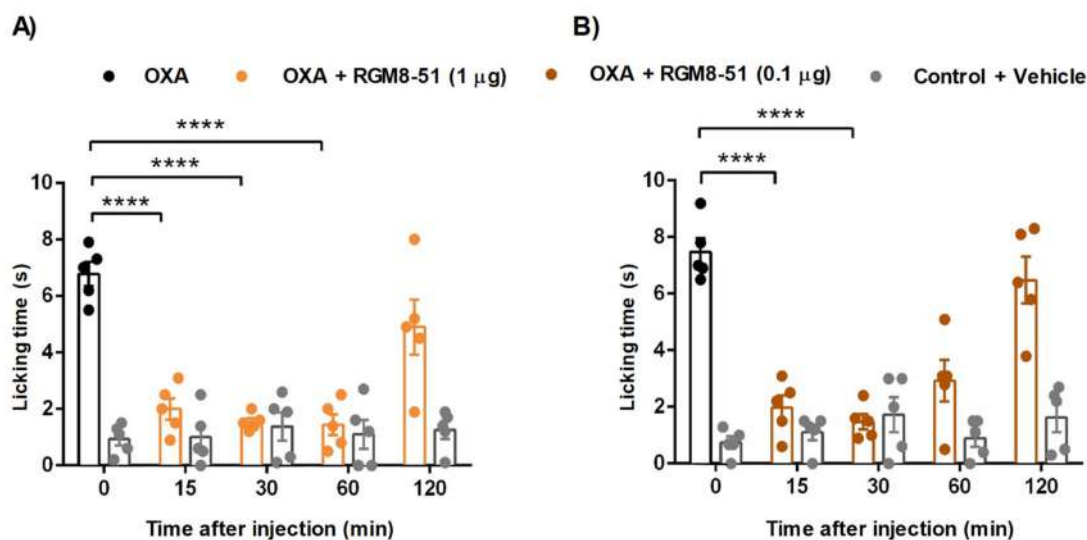 A)
B)
OXA
OXA + RGM8-51 (1 μg)
OXA + RGM8-51 (0.1 μg)
Control + Vehicle
****
****
****
10
8
6
4
2
0
Licking time (s)
0 15 30 60 120
Time after injection (min)
****
****
10
8
6
4
2
0
Licking time (s)
0 15 30 60 120
Time after injection (min)